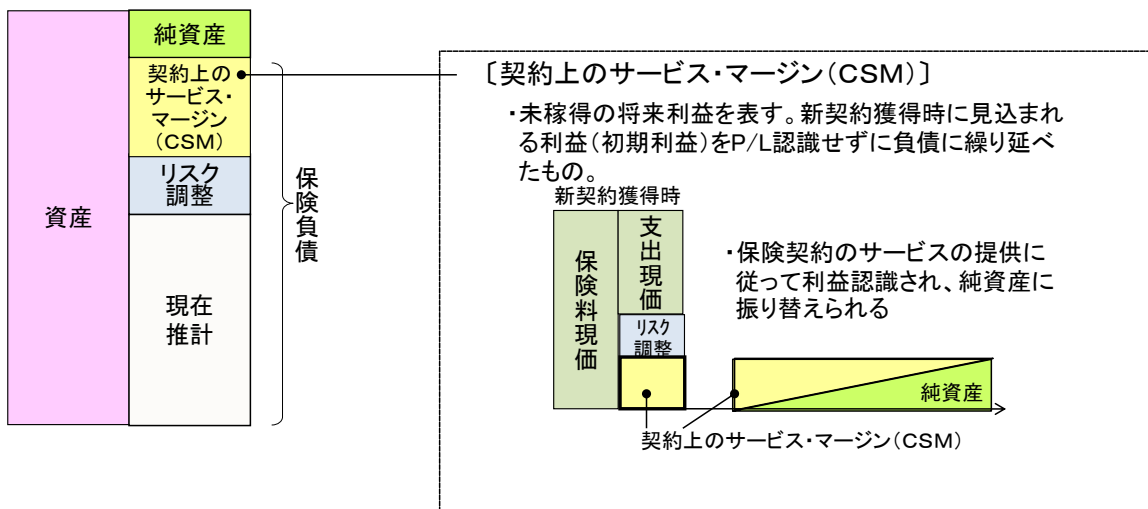 純資産
契約上の
サービス・
マージン
(CSM)
リスク
調整
資産
現在
推計
保険負債
〔契約上のサービス・マージン(CSM)〕
・未稼得の将来利益を表す。新契約獲得時に見込まれ
る利益(初期利益)をP/L認識せずに負債に繰り延べ
たもの。
新契約獲得時
保険料現価
支出現価
リスク
調整
・保険契約のサービスの提供に
従って利益認識され、純資産に
振り替えられる
純資産
契約上のサービス・マージン(CSM)